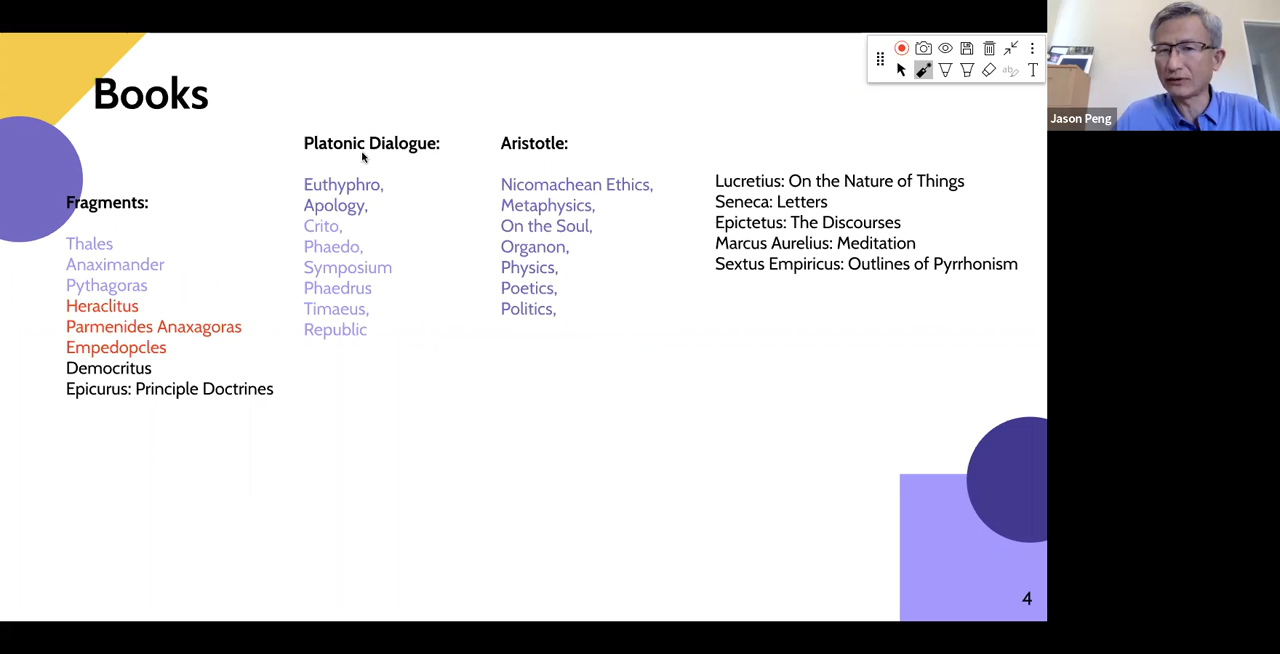 Books
Fragments:
Thales
Anaximander
Pythagoras
Heraclitus
Parmenides Anaxagoras
Empedopcles
Democritus
Epicurus: Principle Doctrines
Platonic Dialogue:
Euthyphro,
Apology,
Crito,
Phaedo,
Symposium
Phaedrus
Timaeus,
Republic
Aristotle:
Nicomachean Ethics,
Metaphysics,
On the Soul,
Organon,
Physics,
Poetics,
Politics,
Lucretius: On the Nature of Things
Seneca: Letters
Epictetus: The Discourses
Marcus Aurelius: Meditation
Sextus Empiricus: Outlines of Pyrrhonism
4
ab
T
Jason Peng